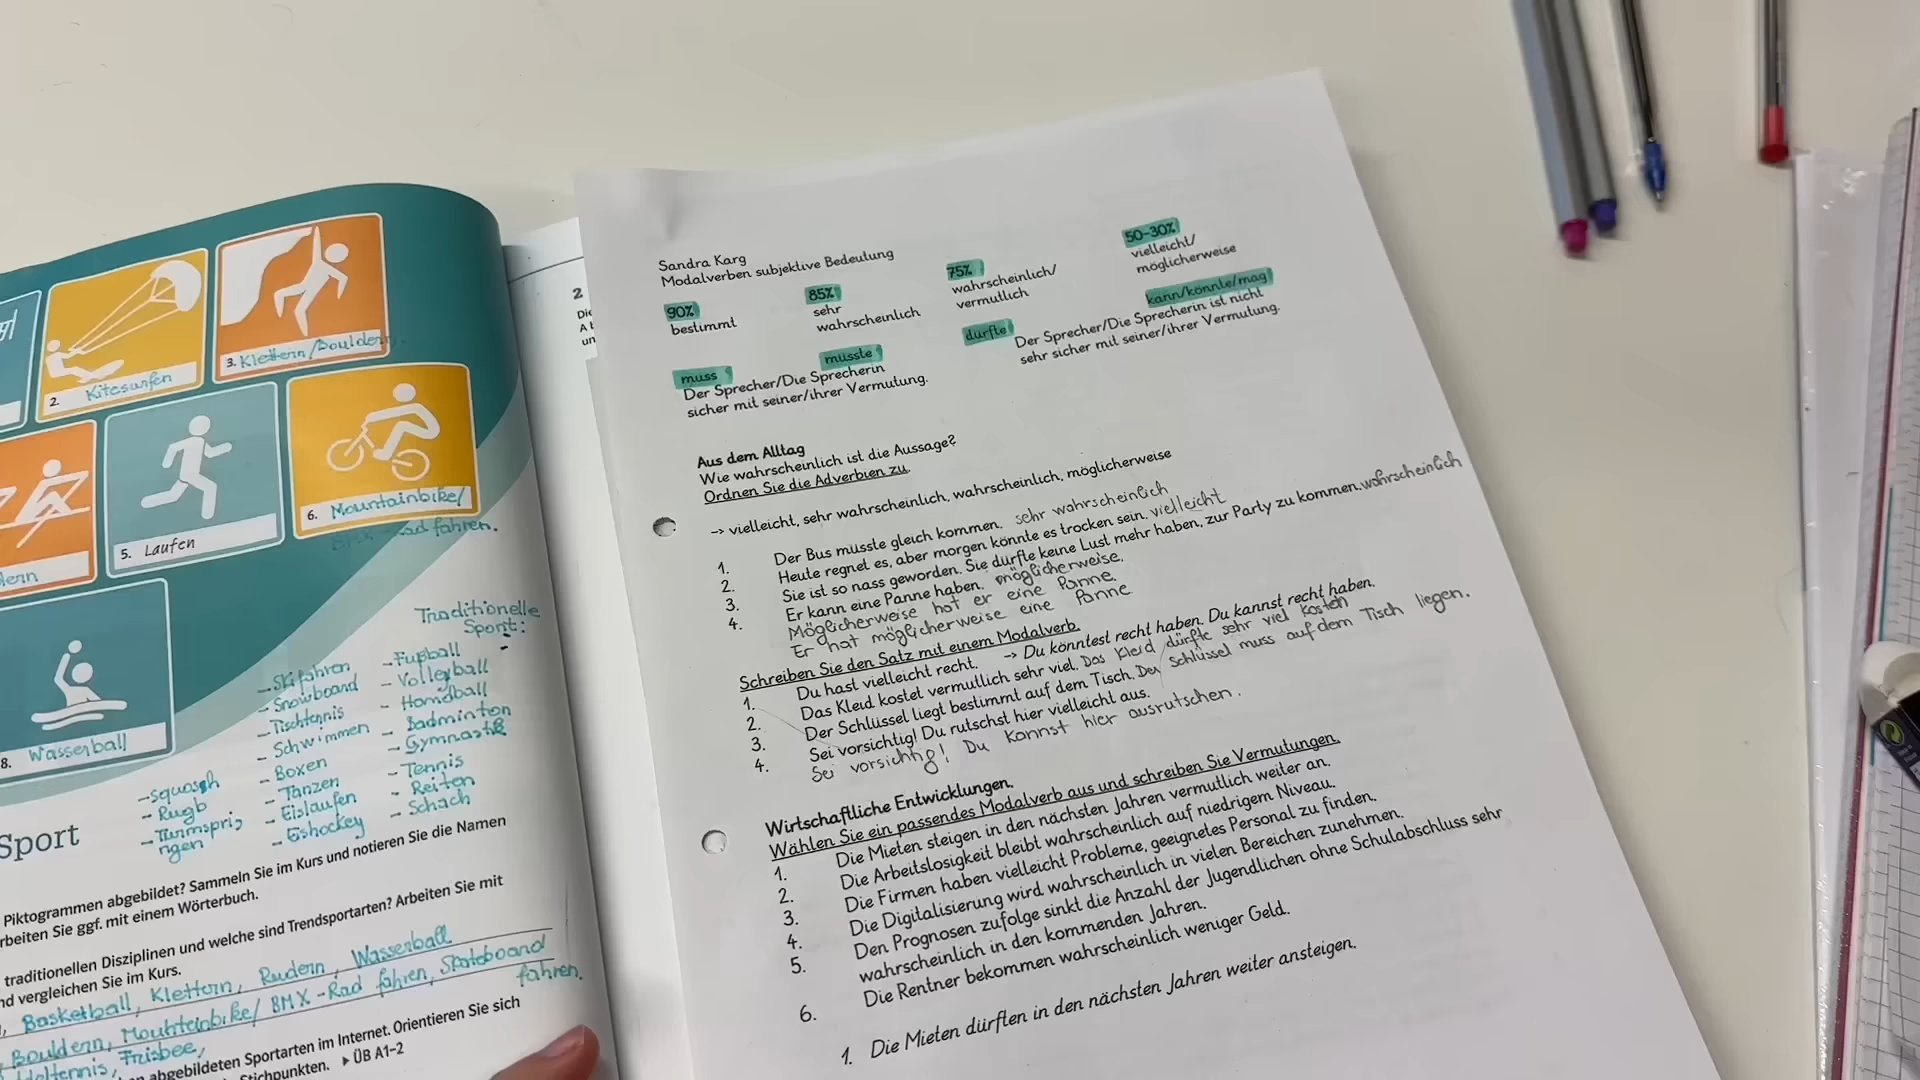 2. Kitesurfen
3. Klettern/Bouldern
5. Laufen
6. Mountainbike/
BMX-Rad fahren.
8. Wasserball
Traditionelle
Sport:
- Skifahren
- Snowboard
- Tischtennis
- Schwimmen
- Boxen
- Tanzen
- Eislaufen
- Eishockey
- Fußball
- Volleyball
- Handball
- Badminton
- Gymnastik
- Tennis
- Reiten
- Schach
- squosch
- Rugb
- Turmsprin
ngen
Sport
Piktogrammen abgebildet? Sammeln Sie im Kurs und notieren Sie die Namen
rbeiten Sie ggf. mit einem Wörterbuch.
traditionellen Disziplinen und welche sind Trendsportarten? Arbeiten Sie mit
nd vergleichen Sie im Kurs.
Basketball, Klettern, Rudern, Wasserball
Bouldern, Mountainbike/ BMX-Rad fahren, Skateboard
fahren.
Frisbee,
abgebildeten Sportarten im Internet. Orientieren Sie sich
Stichpunkten. ▶ ÜB A1-2
2
Die
A
un
Sandra Karg
Modalverben subjektive Bedeutung
90%
bestimmt
85%
sehr
wahrscheinlich
75%
wahrscheinlich/
vermutlich
50-30%
vielleicht/
möglicherweise
muss
müsste
Der Sprecher/Die Sprecherin
sicher mit seiner/ihrer Vermutung.
dürfte
kann/könnte/mag
Der Sprecher/Die Sprecherin ist nicht
sehr sicher mit seiner/ihrer Vermutung.
Aus dem Alltag
Wie wahrscheinlich ist die Aussage?
Ordnen Sie die Adverbien zu.
→ vielleicht, sehr wahrscheinlich, wahrscheinlich, möglicherweise
1. Der Bus müsste gleich kommen. sehr wahrscheinlich
2. Heute regnet es, aber morgen könnte es trocken sein. vielleicht
3. Sie ist so nass geworden. Sie dürfte keine Lust mehr haben, zur Party zu kommen. wahrscheinlich
4. Er kann eine Panne haben. möglicherweise.
Möglicherweise hat er eine Panne.
Er hat möglicherweise eine Panne
Schreiben Sie den Satz mit einem Modalverb.
1. Du hast vielleicht recht. → Du könntest recht haben. Du kannst recht haben.
2. Das Kleid kostet vermutlich sehr viel. Das Kleid dürfte sehr viel kosten
3. Der Schlüssel liegt bestimmt auf dem Tisch. Der Schlüssel muss auf dem Tisch liegen.
4. Sei vorsichtig! Du rutschst hier vielleicht aus.
Sei vorsichtig! Du kannst hier ausrutschen.
Wirtschaftliche Entwicklungen.
Wählen Sie ein passendes Modalverb aus und schreiben Sie Vermutungen.
1. Die Mieten steigen in den nächsten Jahren vermutlich weiter an.
2. Die Arbeitslosigkeit bleibt wahrscheinlich auf niedrigem Niveau.
3. Die Firmen haben vielleicht Probleme, geeignetes Personal zu finden.
4. Die Digitalisierung wird wahrscheinlich in vielen Bereichen zunehmen.
5. Den Prognosen zufolge sinkt die Anzahl der Jugendlichen ohne Schulabschluss sehr
wahrscheinlich in den kommenden Jahren.
6. Die Rentner bekommen wahrscheinlich weniger Geld.
1. Die Mieten dürften in den nächsten Jahren weiter ansteigen.